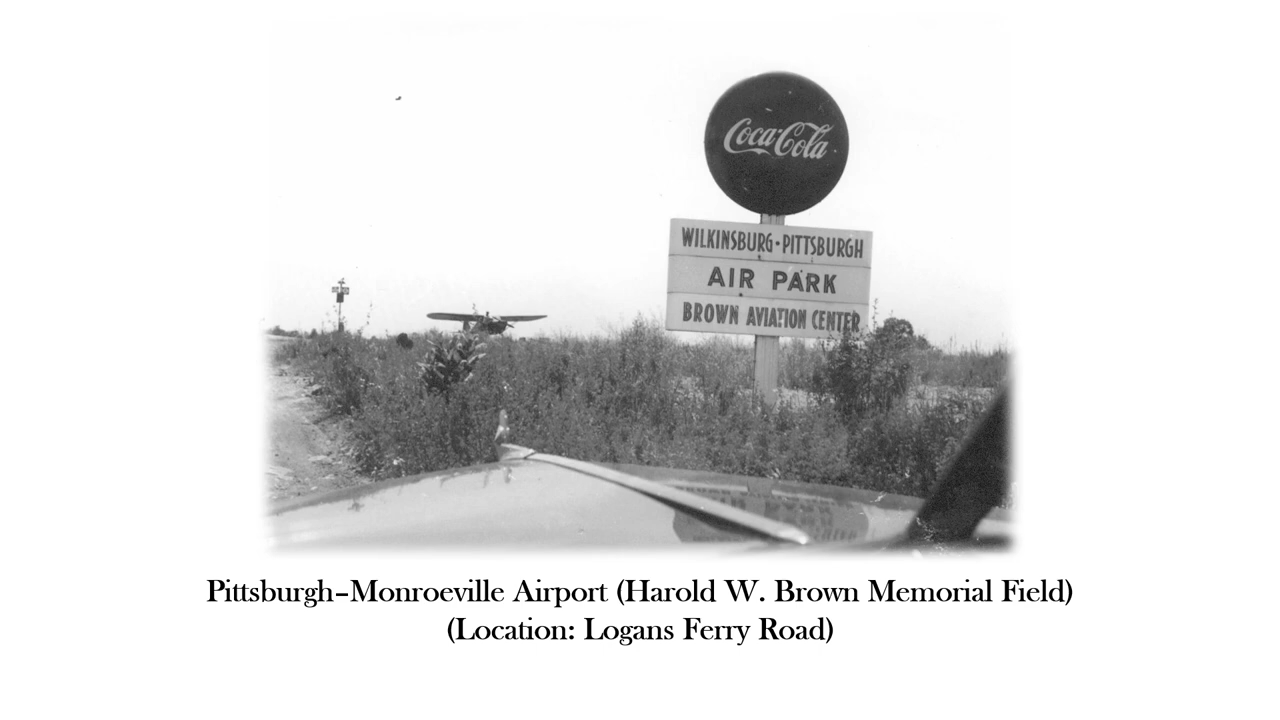 Coca-Cola
WILKINSBURG-PITTSBURGH
AIR PARK
BROWN AVIATION CENTER
Pittsburgh–Monroeville Airport (Harold W. Brown Memorial Field)
(Location: Logans Ferry Road)